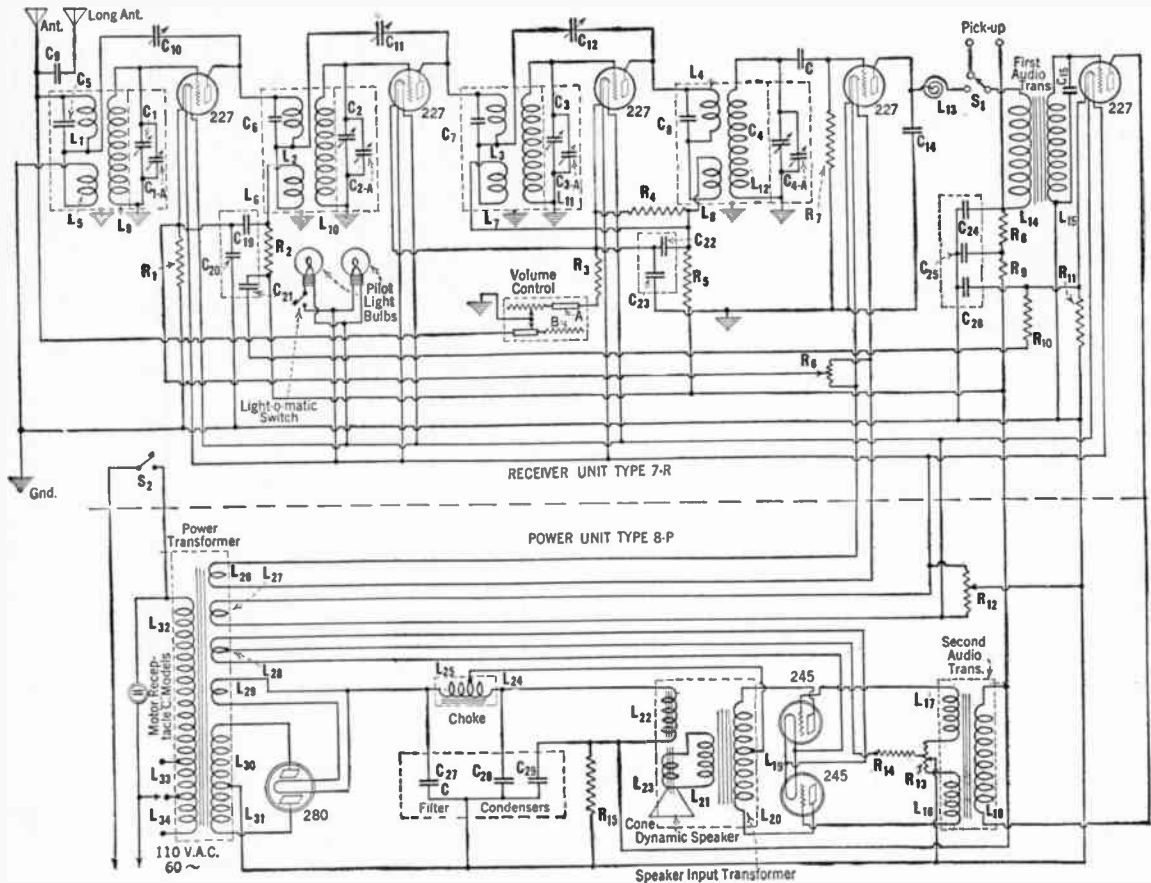 Ant.
Long Ant.
C9
C5
C10
C11
C12
C
Pick-up
First Audio Trans.
C15
227
227
227
227
227
L13
S1
C14
L1
C1
C1-A
L5
L9
C6
L2
C2
C2-A
L6
L10
C7
L3
C3
C3-A
L7
L11
L4
C8
C4
C4-A
L8
L12
R7
L14
L15
R1
C19
C20
C21
R2
Pilot Light Bulbs
Volume Control
A
B
R3
R4
C22
C23
R5
C24
C25
C26
R8
R9
R10
R11
R6
Light-o-matic Switch
Gnd.
S2
RECEIVER UNIT TYPE 7-R
POWER UNIT TYPE 8-P
Power Transformer
L26
L27
L28
L29
L30
L31
L32
L33
L34
Motor Recep-
tacle C. Models
110 V.A.C.
60 ~
280
L25
L24
Choke
C27
C
C28
C29
Filter Condensers
R15
L22
L23
L21
L19
L20
Cone
Dynamic Speaker
Speaker Input Transformer
245
245
R12
R14
R13
Second Audio Trans.
L17
L16
L18